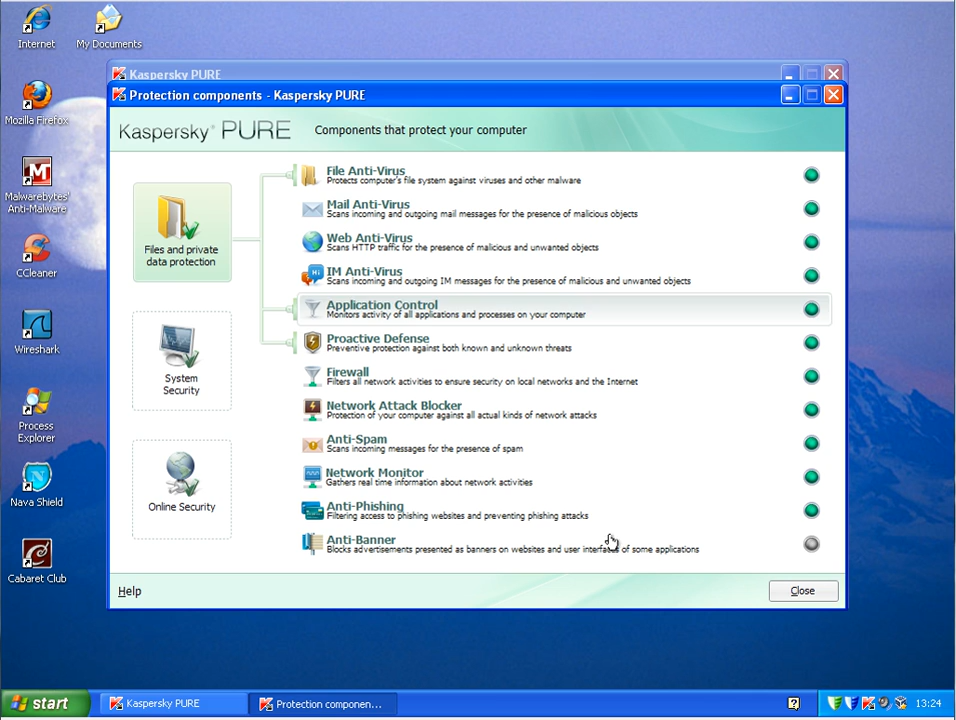 Internet
My Documents
Mozilla Firefox
Malwarebytes'
Anti-Malware
CCleaner
Wireshark
Process
Explorer
Nava Shield
Cabaret Club
Kaspersky PURE
Protection components - Kaspersky PURE
Kaspersky PURE
Components that protect your computer
Files and private
data protection
System
Security
Online Security
File Anti-Virus
Protects computer's file system against viruses and other malware
Mail Anti-Virus
Scans incoming and outgoing mail messages for the presence of malicious objects
Web Anti-Virus
Scans HTTP traffic for the presence of malicious and unwanted objects
IM Anti-Virus
Scans incoming and outgoing IM messages for the presence of malicious and unwanted objects
Application Control
Monitors activity of all applications and processes on your computer
Proactive Defense
Preventive protection against both known and unknown threats
Firewall
Filters all network activities to ensure security on local networks and the Internet
Network Attack Blocker
Protection of your computer against all actual kinds of network attacks
Anti-Spam
Scans incoming messages for the presence of spam
Network Monitor
Gathers real time information about network activities
Anti-Phishing
Filtering access to phishing websites and preventing phishing attacks
Anti-Banner
Blocks advertisements presented as banners on websites and user interfaces of some applications
Help
Close
start
Kaspersky PURE
Protection componen...
13:24